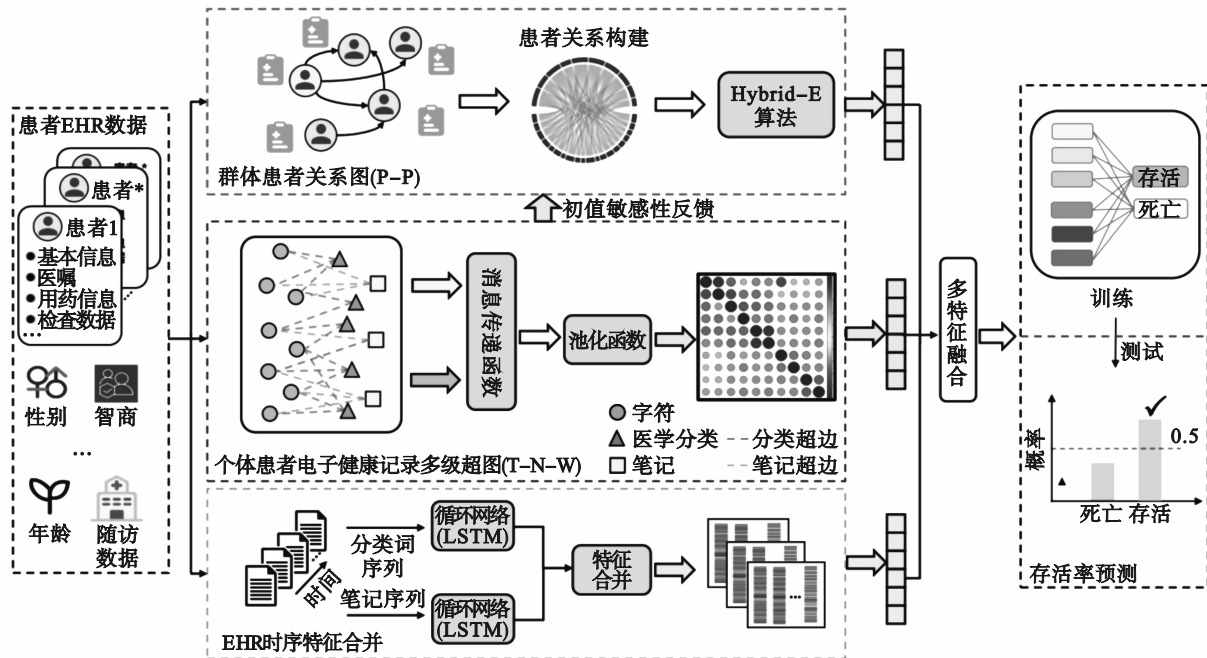 患者EHR数据
患者*
患者*
患者1
●基本信息
●医嘱
●用药信息
●检查数据
…
性别
智商
…
年龄
随访
数据
患者关系构建
Hybrid-E
算法
群体患者关系图(P-P)
初值敏感性反馈
消息传递函数
池化函数
字符
医学分类
分类超边
笔记
笔记超边
个体患者电子健康记录多级超图(T-N-W)
时间
分类词
序列
笔记序列
循环网络
(LSTM)
循环网络
(LSTM)
特征
合并
EHR时序特征合并
多特征融合
存活
死亡
训练
测试
概率
0.5
死亡
存活
存活率预测